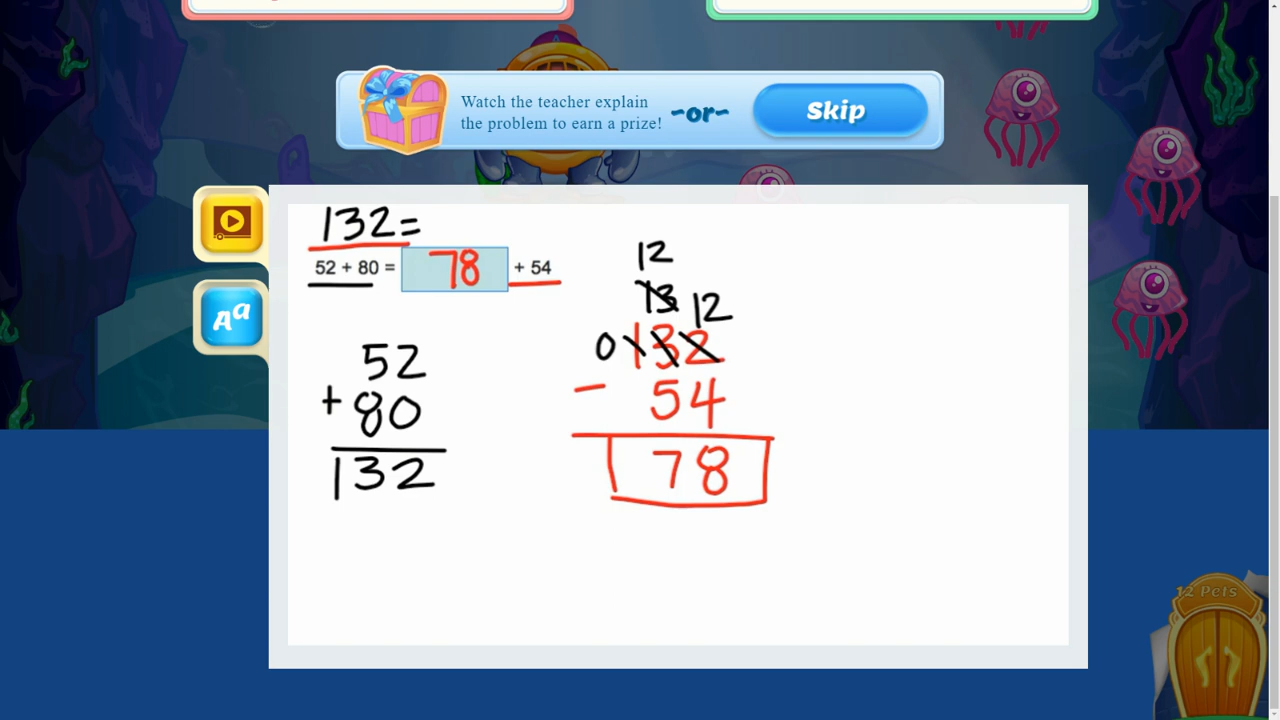 Watch the teacher explain
the problem to earn a prize!
-or-
Skip
Aa
132=
52 + 80 = 78 + 54
52
+80
132
12
13 12
0 132
- 54
78
12 Pets